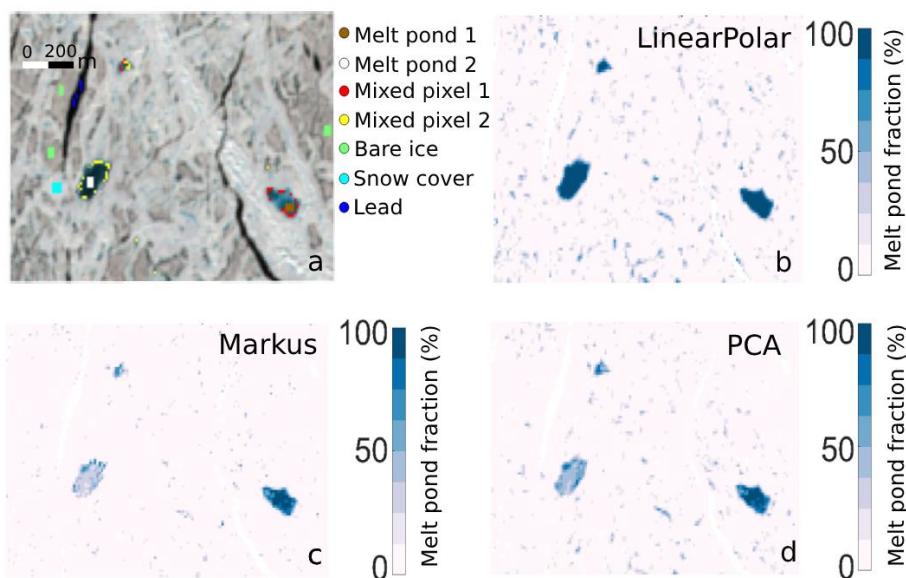 0 200
m
a
Melt pond 1
Melt pond 2
Mixed pixel 1
Mixed pixel 2
Bare ice
Snow cover
Lead
LinearPolar
b
100
50
0
Melt pond fraction (%)
Markus
c
100
50
0
Melt pond fraction (%)
PCA
d
100
50
0
Melt pond fraction (%)